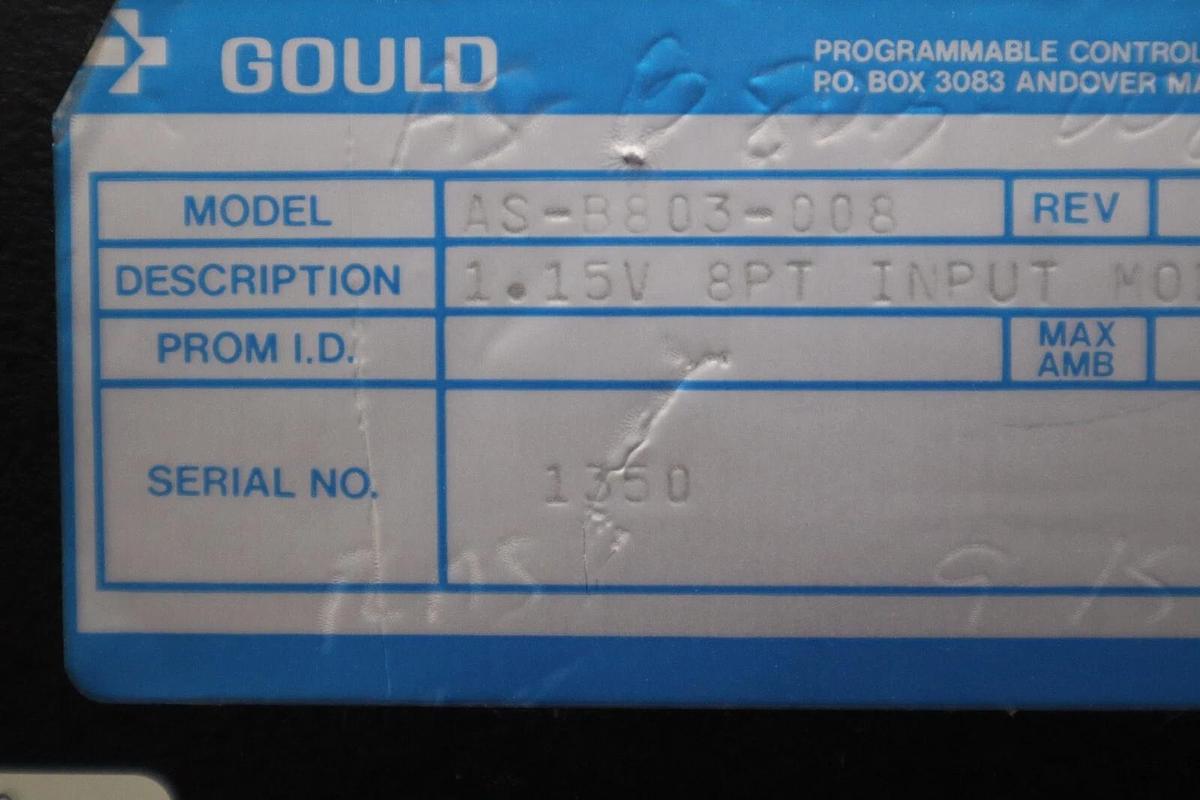 GOULD
PROGRAMMABLE CONTROL
P.O. BOX 3083 ANDOVER MA
MODEL AS-B803-008 REV
DESCRIPTION 1.15V 8PT INPUT MO
PROM I.D. MAX AMB
SERIAL NO. 1350